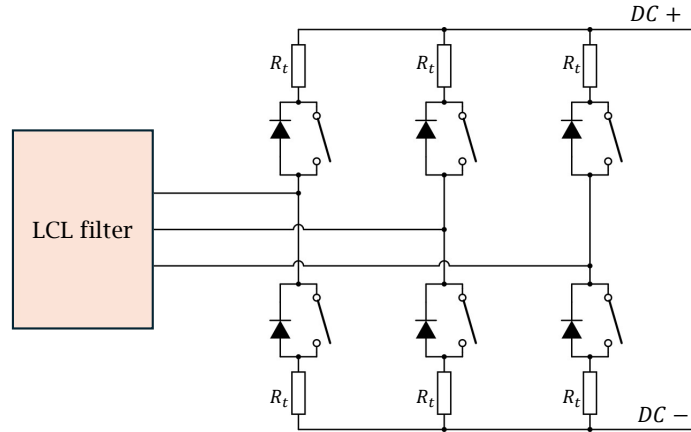 DC +
R_t R_t R_t
LCL filter
R_t R_t R_t
DC −